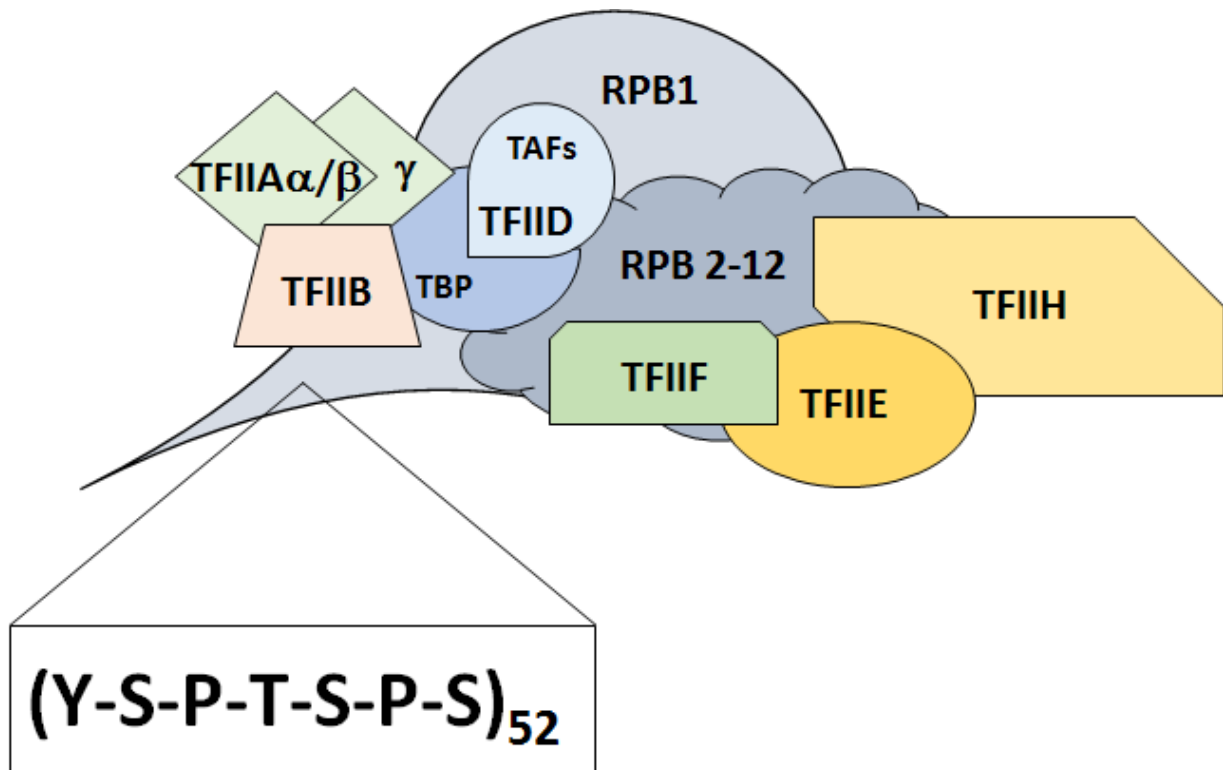 RPB1
TAFs
TFIIAα/β
γ
TFIID
RPB 2-12
TFIIB
TBP
TFIIH
TFIIF
TFIIE
(Y-S-P-T-S-P-S)52